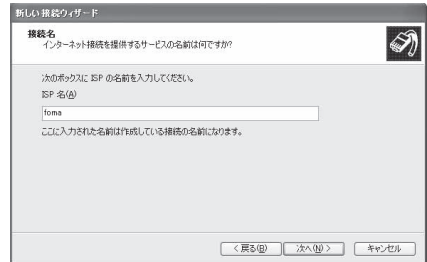 新しい接続ウィザード
接続名
インターネット接続を提供するサービスの名前は何ですか?
次のボックスに ISP の名前を入力してください。
ISP 名(A)
foma
ここに入力された名前は作成している接続の名前になります。
< 戻る(B) 次へ(N) > キャンセル